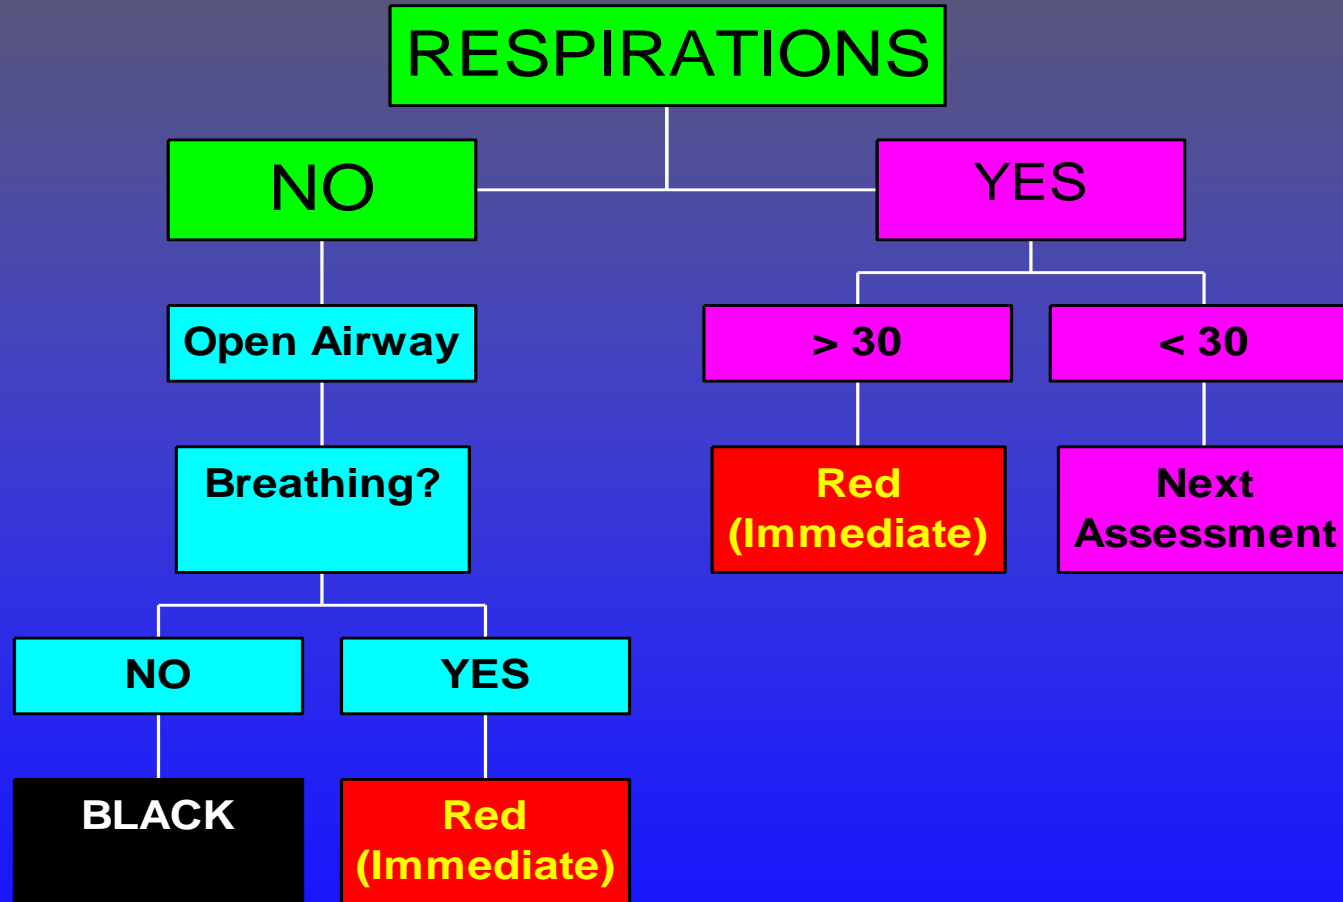 RESPIRATIONS
NO
YES
Open Airway
> 30
< 30
Breathing?
Red
(Immediate)
Next
Assessment
NO
YES
BLACK
Red
(Immediate)